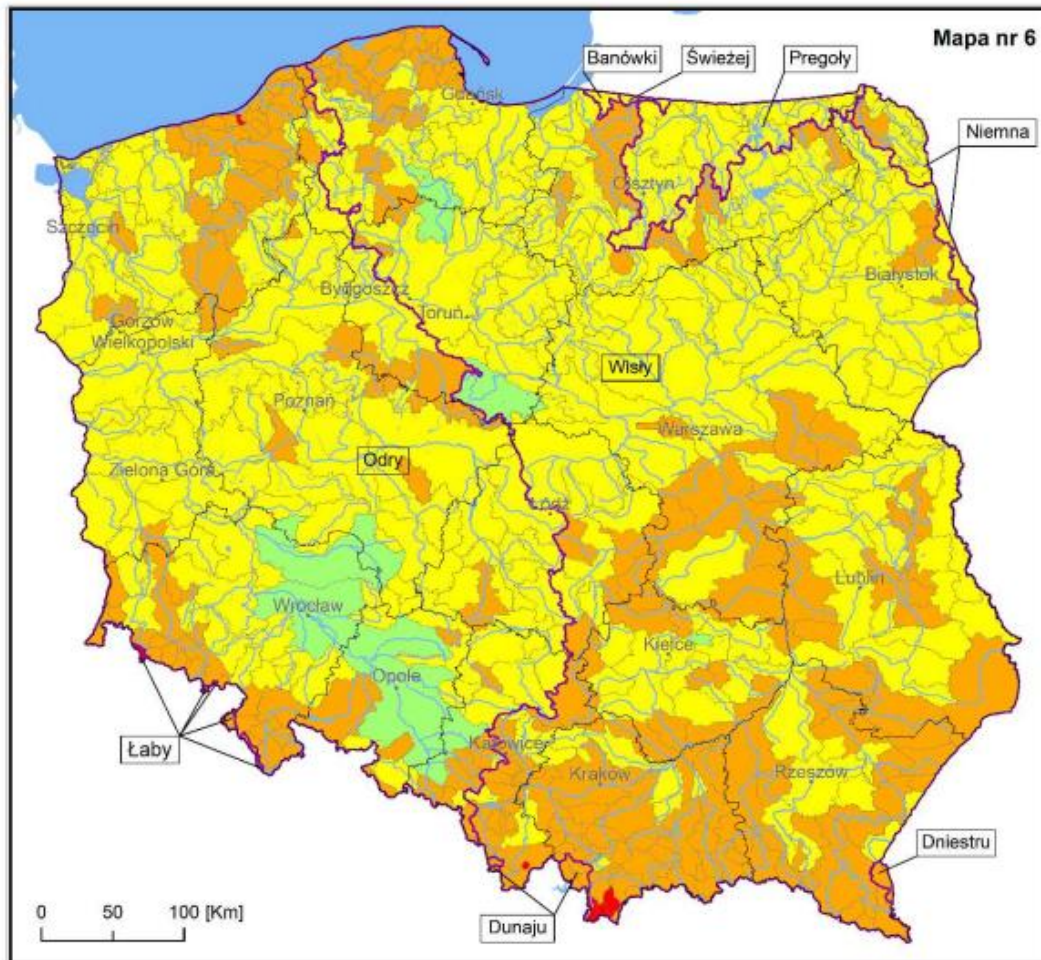 Mapa nr 6
Banówki
Świeżej
Pregoły
Niemna
Gdańsk
Olsztyn
Szczecin
Białystok
Bydgoszcz
Toruń
Gorzów
Wielkopolski
Wisły
Poznań
Warszawa
Odry
Zielona Góra
Łódź
Wrocław
Lublin
Kielce
Opole
Łaby
Katowice
Kraków
Rzeszów
Dniestru
Dunaju
0 50 100 [Km]